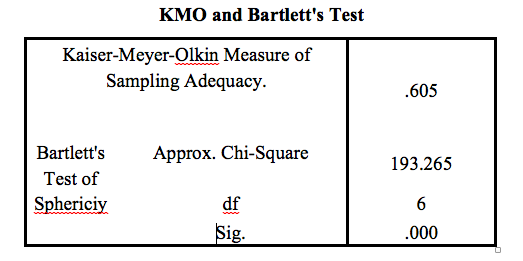 KMO and Bartlett's Test
Kaiser-Meyer-Olkin Measure of
Sampling Adequacy.
.605
Bartlett's
Test of
Sphericiy
Approx. Chi-Square
193.265
df
6
Sig.
.000